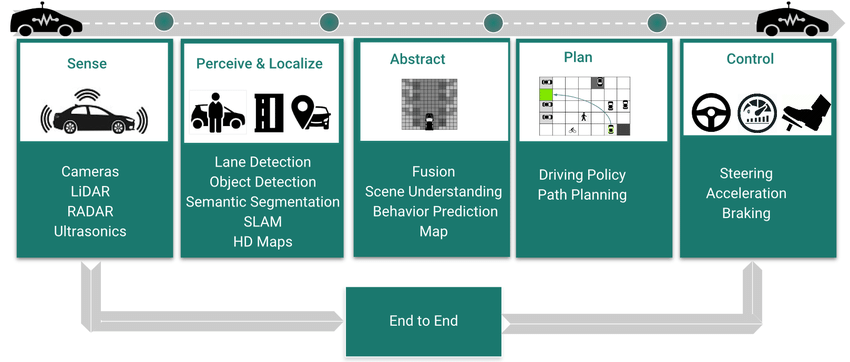 Sense
Cameras
LiDAR
RADAR
Ultrasonics
Perceive & Localize
Lane Detection
Object Detection
Semantic Segmentation
SLAM
HD Maps
Abstract
Fusion
Scene Understanding
Behavior Prediction
Map
Plan
Driving Policy
Path Planning
Control
Steering
Acceleration
Braking
End to End